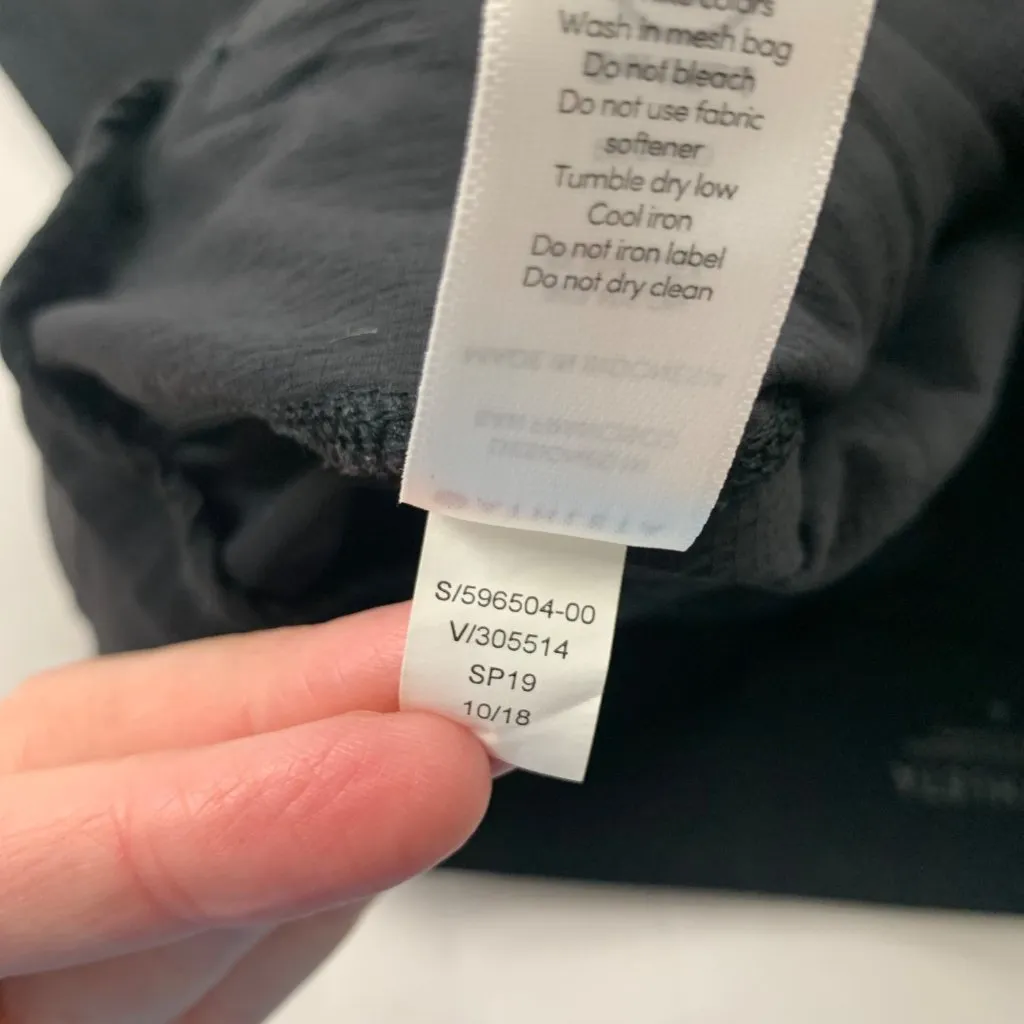 colors
Wash in mesh bag
Do not bleach
Do not use fabric
softener
Tumble dry low
Cool iron
Do not iron label
Do not dry clean
S/596504-00
V/305514
SP19
10/18